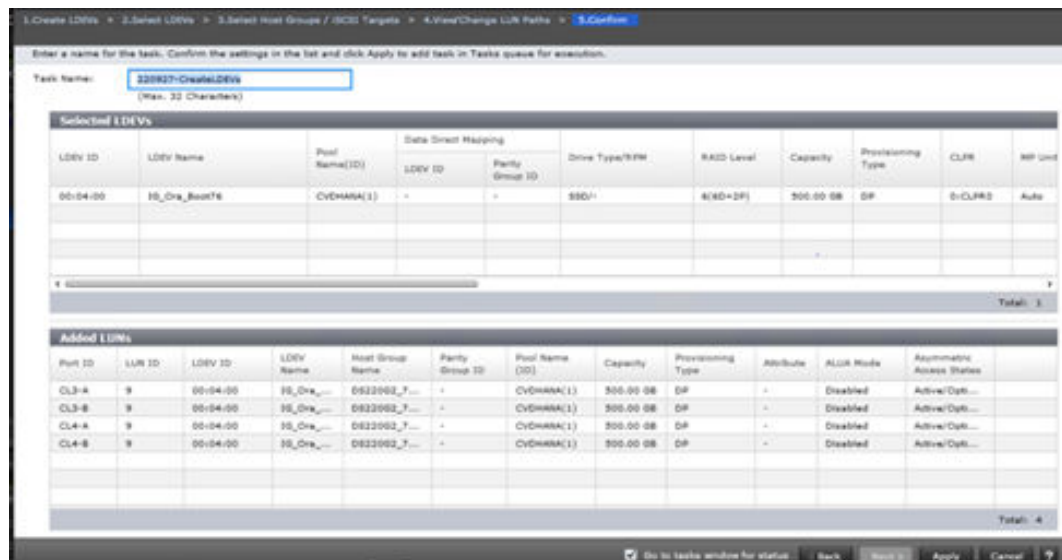 1.Create LDEVs > 2.Select LDEVs > 3.Select Host Groups / iSCSI Targets > 4.View/Change LUN Paths > 5.Confirm
Enter a name for the task. Confirm the settings in the list and click Apply to add task in Tasks queue for execution.
Task Name: 220927-CreateLDEVs
(Max. 32 Characters)
Selected LDEVs
LDEV ID LDEV Name Pool Name(ID) Data Direct Mapping LDEV ID Parity Group ID Drive Type/RPM RAID Level Capacity Provisioning Type CLPR MP Unit
00:04:00 Ora_Boot76 CVDHANA(1) - - SSD/- 6(6D+2P) 500.00 GB DP 0:CLPR0 Auto
Total: 1
Added LUNs
Port ID LUN ID LDEV ID LDEV Name Host Group Name Parity Group ID Pool Name (ID) Capacity Provisioning Type Attribute ALUA Mode Asymmetric Access States
CL3-A 9 00:04:00 DS22002_7... - CVDHANA(1) 500.00 GB DP - Disabled Active/Opti...
CL3-B 9 00:04:00 DS22002_7... - CVDHANA(1) 500.00 GB DP - Disabled Active/Opti...
CL4-A 9 00:04:00 DS22002_7... - CVDHANA(1) 500.00 GB DP - Disabled Active/Opti...
CL4-B 9 00:04:00 DS22002_7... - CVDHANA(1) 500.00 GB DP - Disabled Active/Opti...
Total: 4
Go to tasks window for status Back Next > Apply Cancel ?